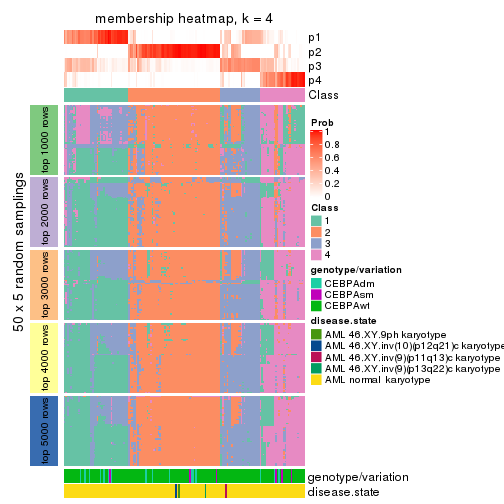 membership heatmap, k = 4
p1
p2
p3
p4
Class
50 x 5 random samplings
top 1000 rows
top 2000 rows
top 3000 rows
top 4000 rows
top 5000 rows
Prob
1
0.8
0.6
0.4
0.2
0
Class
1
2
3
4
genotype/variation
CEBPAdm
CEBPAsm
CEBPAwt
disease.state
AML 46.XY.9ph karyotype
AML 46.XY.inv(10)(p12q21)c karyotype
AML 46.XY.inv(9)(p11q13)c karyotype
AML 46.XY.inv(9)(p13q22)c karyotype
AML normal karyotype
genotype/variation
disease.state